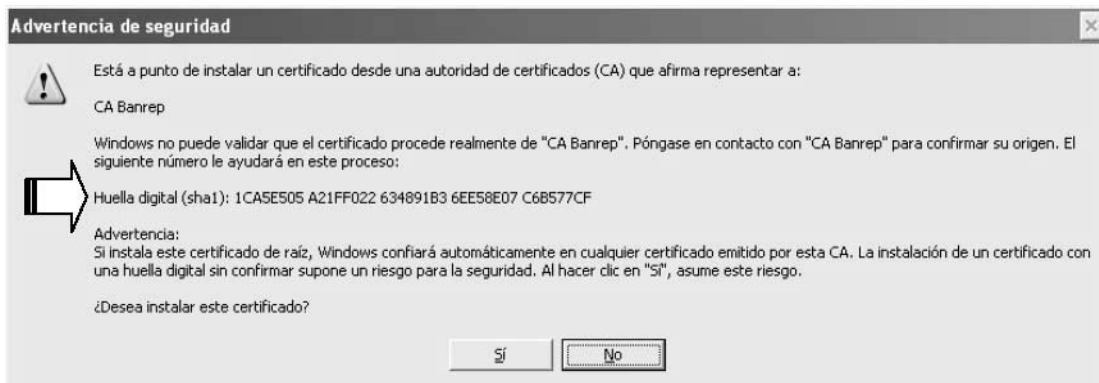 Advertencia de seguridad
Está a punto de instalar un certificado desde una autoridad de certificados (CA) que afirma representar a:
CA Banrep
Windows no puede validar que el certificado procede realmente de "CA Banrep". Póngase en contacto con "CA Banrep" para confirmar su origen. El
siguiente número le ayudará en este proceso:
Huella digital (sha1): 1CA5E505 A21FF022 634891B3 6EE58E07 C6B577CF
Advertencia:
Si instala este certificado de raíz, Windows confiará automáticamente en cualquier certificado emitido por esta CA. La instalación de un certificado con
una huella digital sin confirmar supone un riesgo para la seguridad. Al hacer clic en "Sí", asume este riesgo.
¿Desea instalar este certificado?
Sí
No